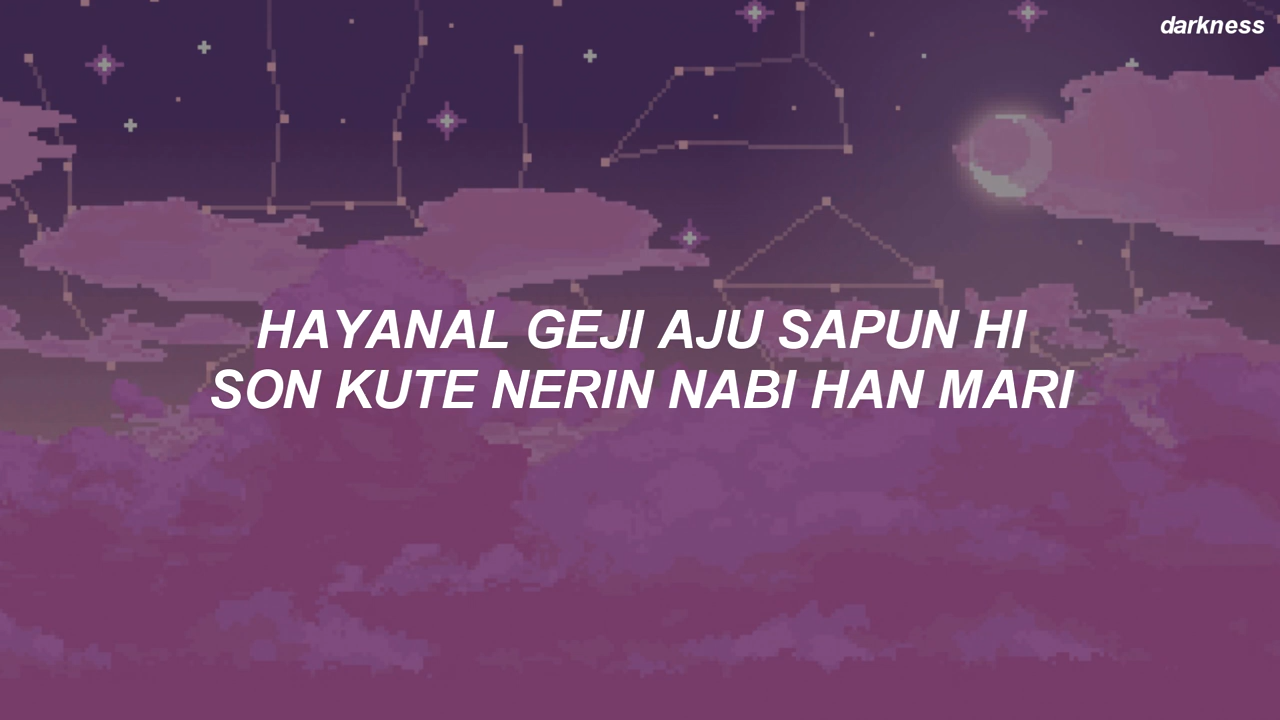 darkness
HAYANAL GEJI AJU SAPUN HI
SON KUTE NERIN NABI HAN MARI